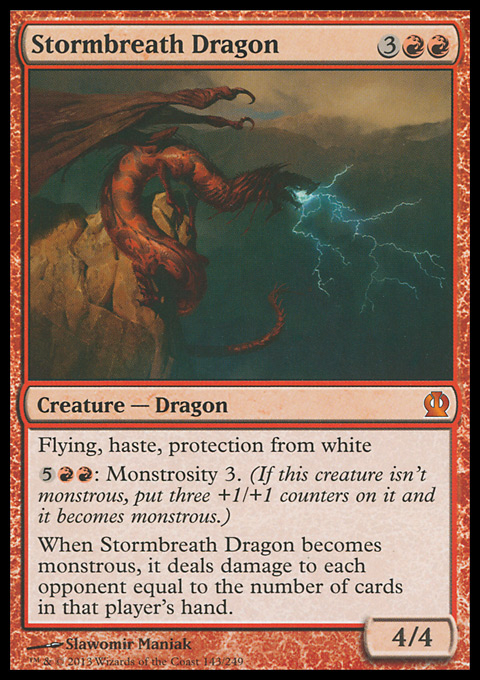 Stormbreath Dragon 3
Creature — Dragon
Flying, haste, protection from white
5: Monstrosity 3. (If this creature isn't
monstrous, put three +1/+1 counters on it and
it becomes monstrous.)
When Stormbreath Dragon becomes
monstrous, it deals damage to each
opponent equal to the number of cards
in that player's hand.
4/4
Slawomir Maniak
™ & © 2013 Wizards of the Coast 143/249